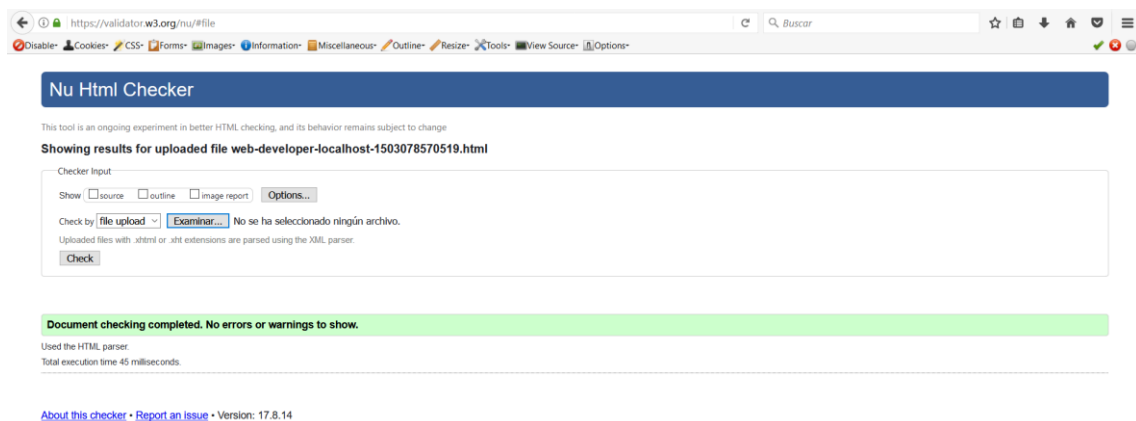 https://validator.w3.org/nu/#file
Buscar
Disable- Cookies- CSS- Forms- Images- Information- Miscellaneous- Outline- Resize- Tools- View Source- Options-
Nu Html Checker
This tool is an ongoing experiment in better HTML checking, and its behavior remains subject to change
Showing results for uploaded file web-developer-localhost-1503078570519.html
Checker Input
Show source outline image report Options...
Check by file upload Examinar... No se ha seleccionado ningún archivo.
Uploaded files with .xhtml or .xht extensions are parsed using the XML parser.
Check
Document checking completed. No errors or warnings to show.
Used the HTML parser.
Total execution time 45 milliseconds.
About this checker • Report an issue • Version: 17.8.14